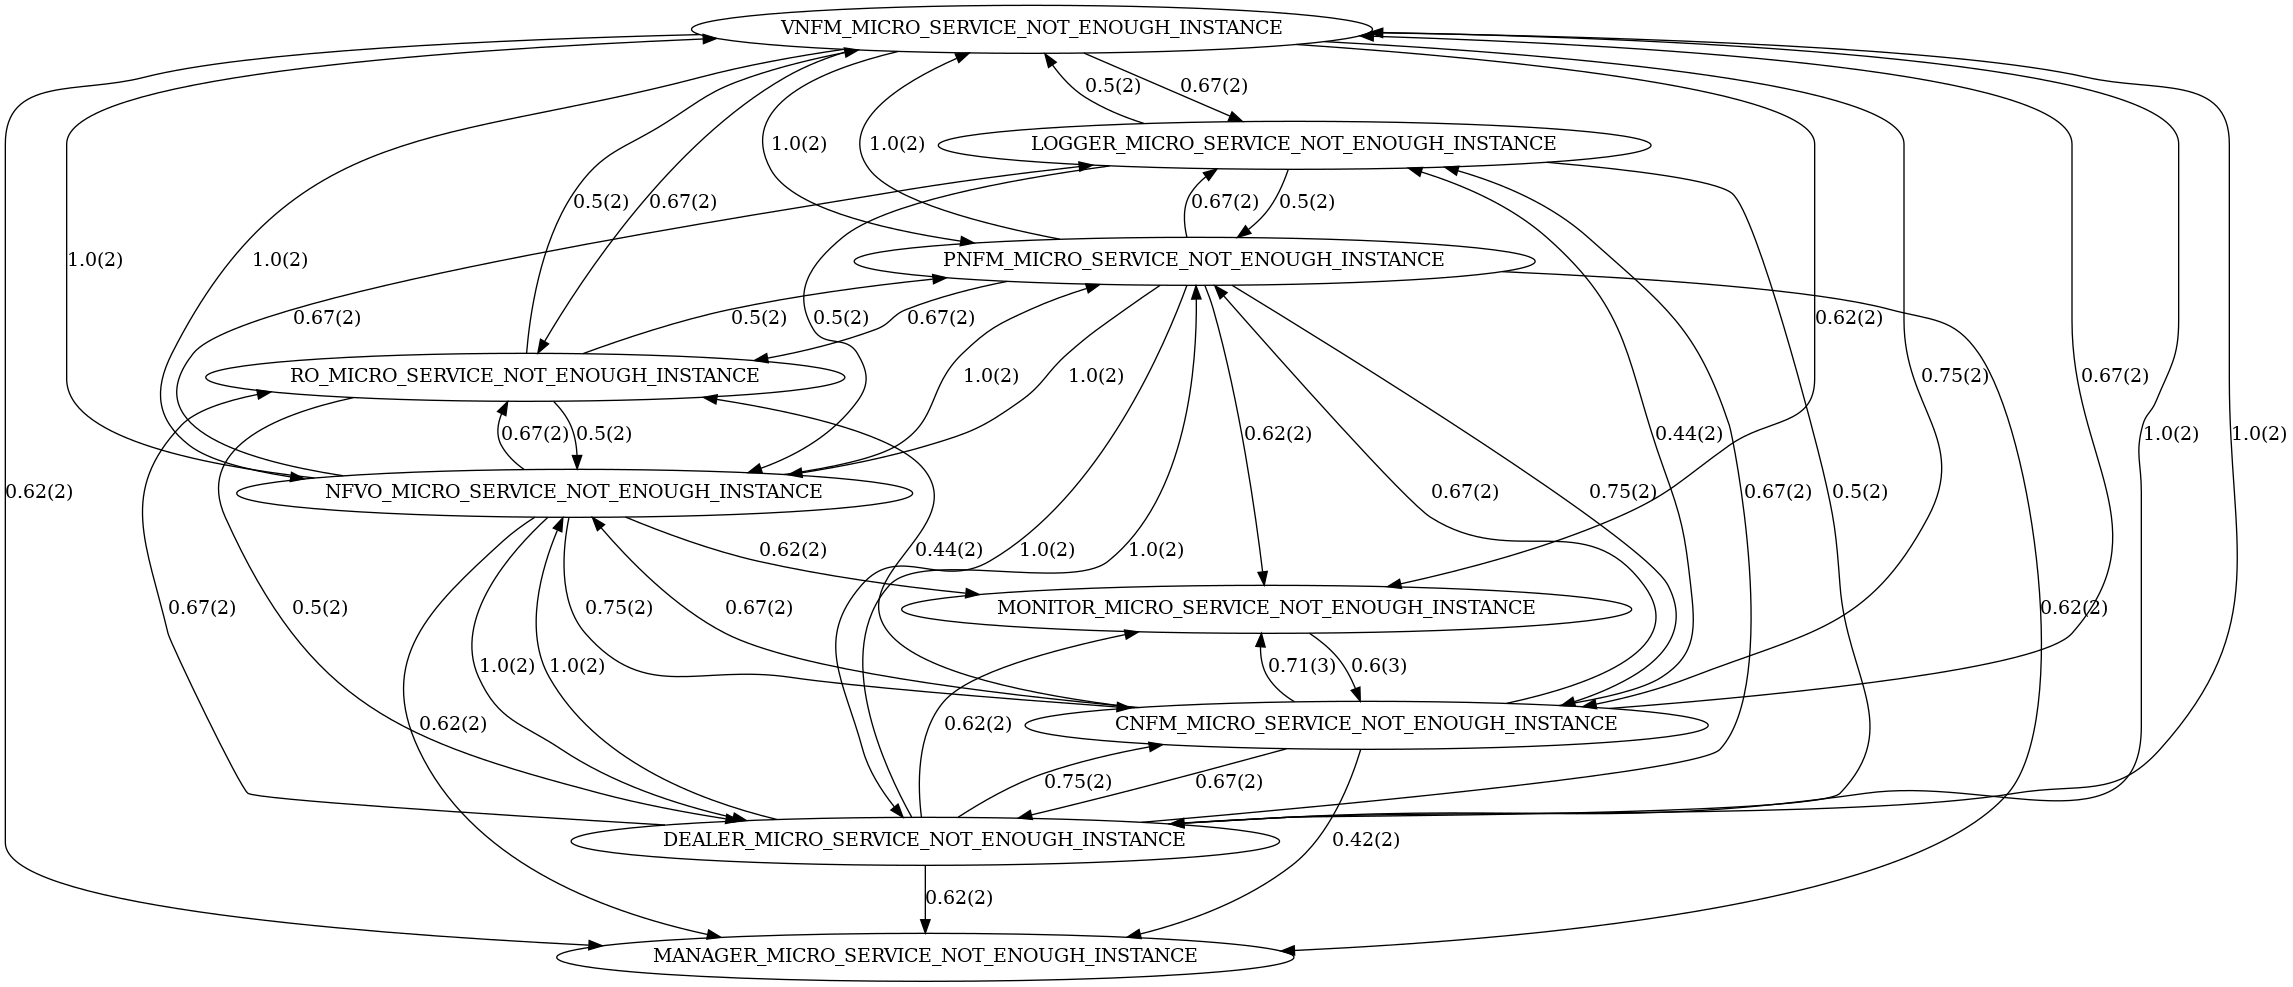 VNFM_MICRO_SERVICE_NOT_ENOUGH_INSTANCE
0.5(2) 0.67(2)
1.0(2) 1.0(2) LOGGER_MICRO_SERVICE_NOT_ENOUGH_INSTANCE
0.5(2) 0.67(2) 0.67(2) 0.5(2)
1.0(2) 1.0(2) PNFM_MICRO_SERVICE_NOT_ENOUGH_INSTANCE
0.67(2) 0.5(2) 0.5(2) 0.67(2) 0.62(2)
RO_MICRO_SERVICE_NOT_ENOUGH_INSTANCE 1.0(2) 1.0(2) 0.75(2) 0.67(2)
0.67(2) 0.5(2) 0.62(2) 0.44(2) 1.0(2) 1.0(2)
0.62(2) NFVO_MICRO_SERVICE_NOT_ENOUGH_INSTANCE 0.67(2) 0.75(2) 0.67(2) 0.5(2)
0.62(2) 0.44(2) 1.0(2) 1.0(2)
0.67(2) 0.5(2) 0.75(2) 0.67(2) MONITOR_MICRO_SERVICE_NOT_ENOUGH_INSTANCE 0.62(2)
1.0(2) 1.0(2) 0.71(3) 0.6(3)
0.62(2) 0.62(2) CNFM_MICRO_SERVICE_NOT_ENOUGH_INSTANCE
0.75(2) 0.67(2)
DEALER_MICRO_SERVICE_NOT_ENOUGH_INSTANCE 0.42(2)
0.62(2)
MANAGER_MICRO_SERVICE_NOT_ENOUGH_INSTANCE